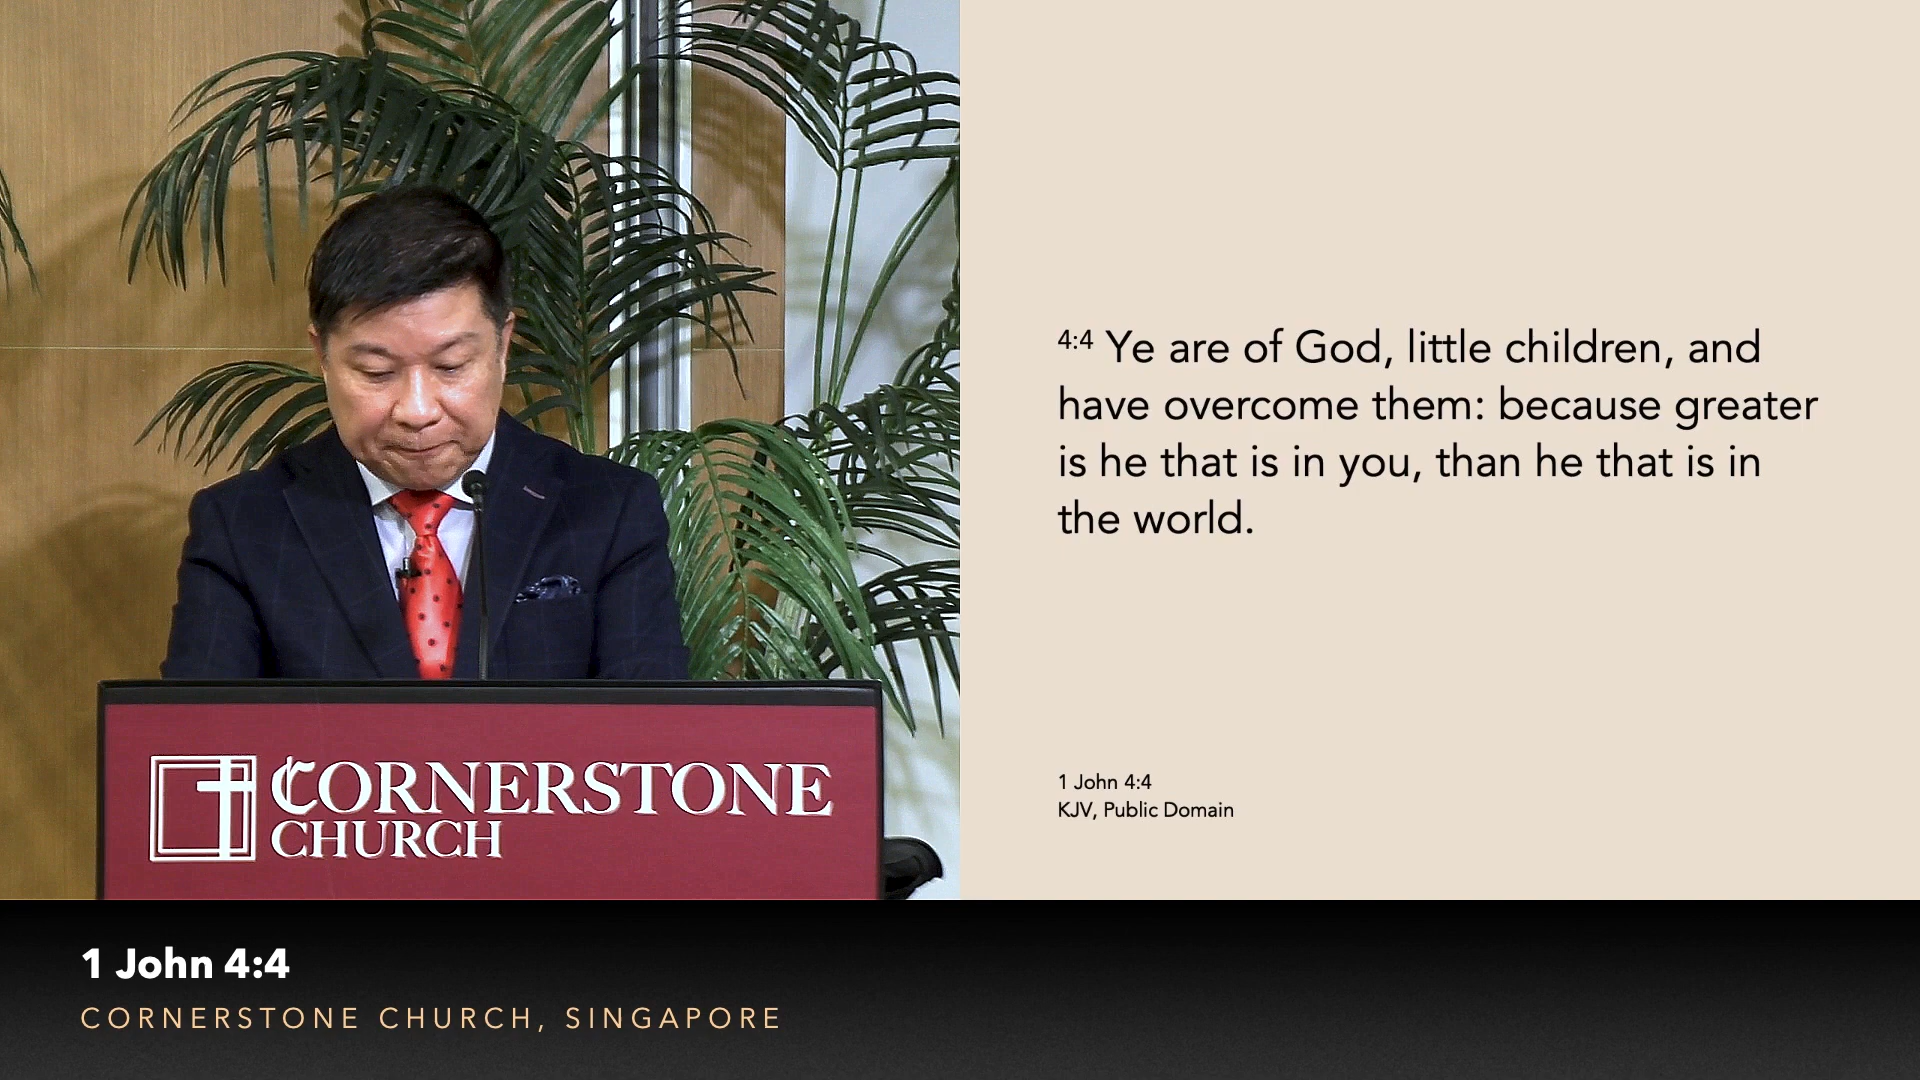 4:4 Ye are of God, little children, and
have overcome them: because greater
is he that is in you, than he that is in
the world.
1 John 4:4
KJV, Public Domain
CORNERSTONE
CHURCH
1 John 4:4
CORNERSTONE CHURCH, SINGAPORE